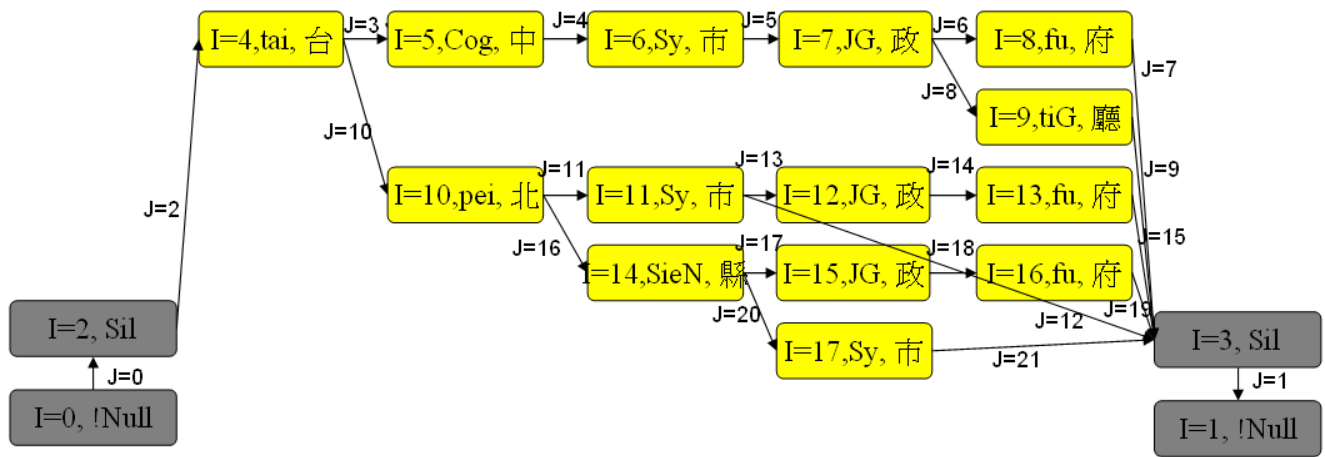 I=4,tai, 台
J=3
I=5,Cog, 中
J=4
I=6,Sy, 市
J=5
I=7,JG, 政
J=6
I=8,fu, 府
J=7
J=8
I=9,tiG, 廳
J=10
J=9
I=10,pei, 北
J=11
I=11,Sy, 市
J=13
I=12,JG, 政
J=14
I=13,fu, 府
J=2
J=16
J=15
I=14,SieN, 縣
J=17
I=15,JG, 政
J=18
I=16,fu, 府
J=20
J=12
J=19
I=2, Sil
I=17,Sy, 市
J=21
I=3, Sil
J=0
J=1
I=0, !Null
I=1, !Null